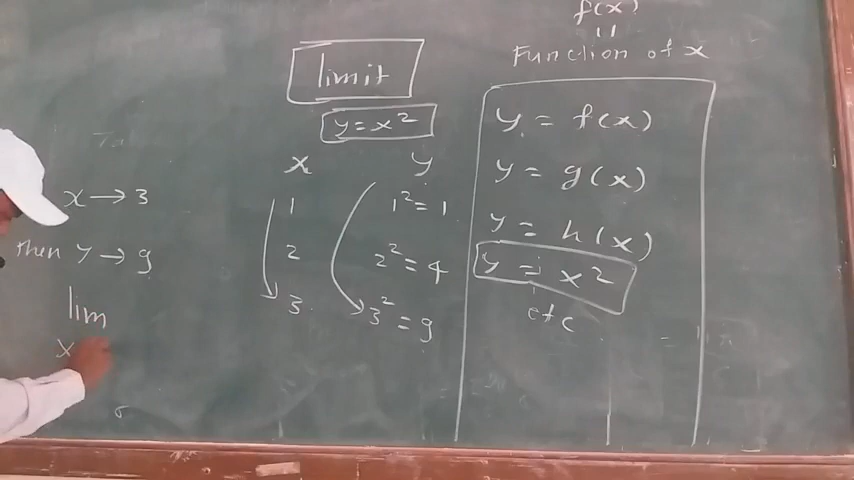 f(x)
Function of x
limit
y=x²
x → 3
then y → 9
lim
x
x y
1 1² = 1
2 2² = 4
3 3² = 9
y = f(x)
y = g(x)
y = h(x)
y = x²
etc